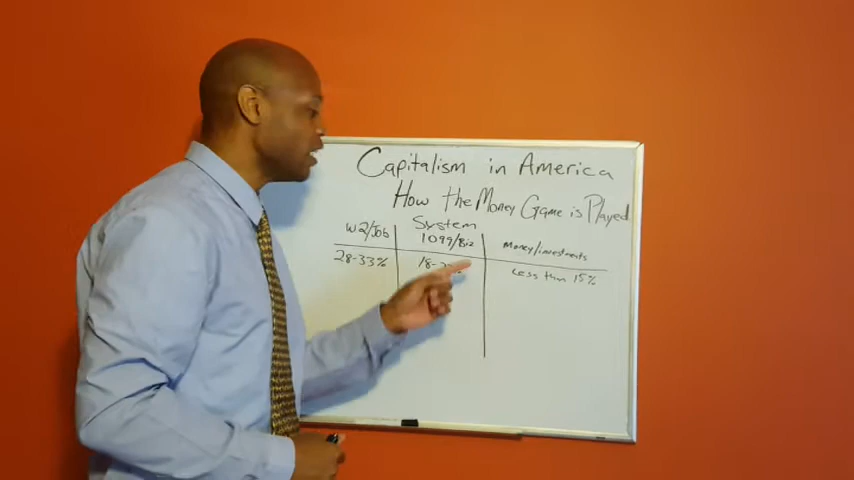 Capitalism in America
How the Money Game is Played
System
W2/Job 1099/Biz Money/investments
28-33% 18- Less than 15%